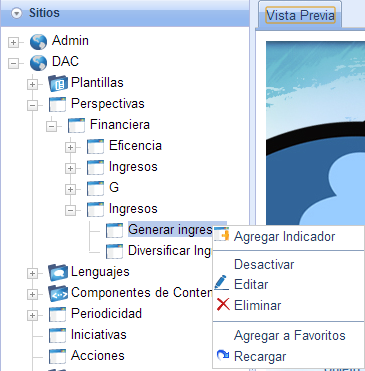 Sitios
Vista Previa
Admin
DAC
Plantillas
Perspectivas
Financiera
Eficencia
Ingresos
G
Ingresos
Generar ingres
Agregar Indicador
Diversificar Ing
Desactivar
Lenguajes
Editar
Componentes de Conten
Eliminar
Periodicidad
Iniciativas
Agregar a Favoritos
Acciones
Recargar